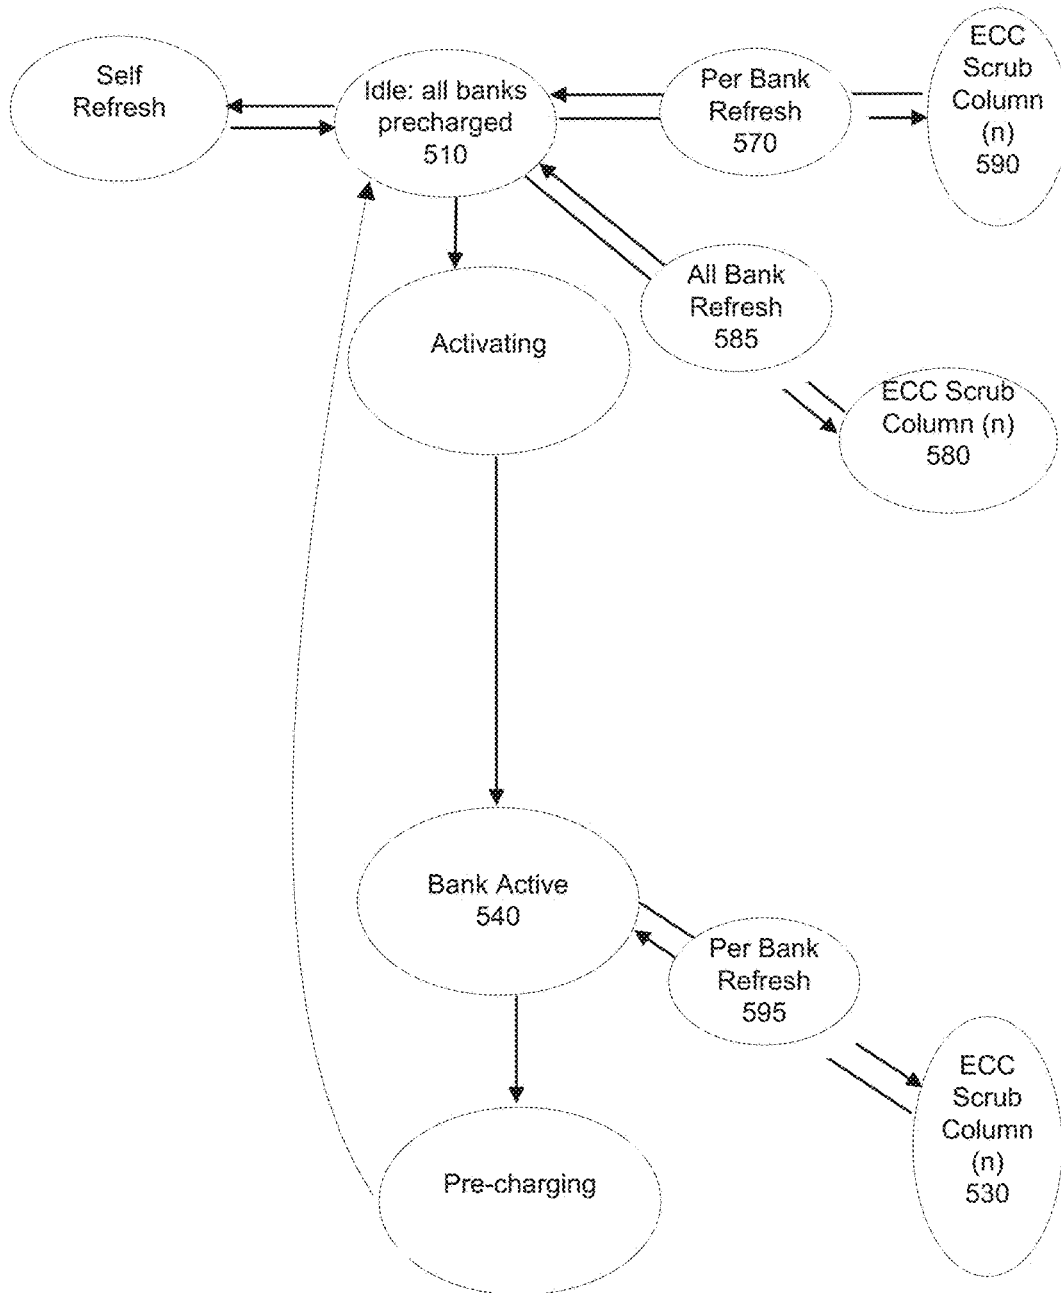 Self
Refresh
Idle: all banks
precharged
510
Per Bank
Refresh
570
ECC
Scrub
Column
(n)
590
All Bank
Refresh
585
Activating
ECC Scrub
Column (n)
580
Bank Active
540
Per Bank
Refresh
595
ECC
Scrub
Column
(n)
530
Pre-charging